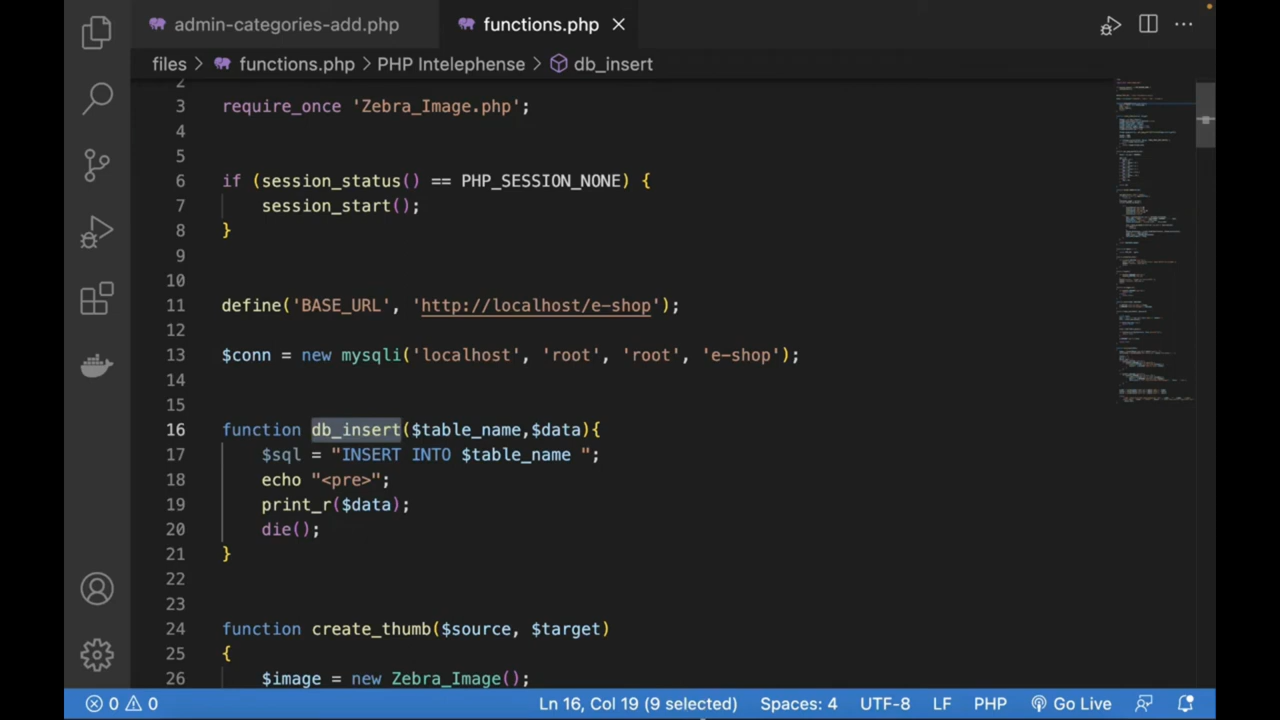 admin-categories-add.php
functions.php
files > functions.php > PHP Intelephense > db_insert
2
3 require_once 'Zebra_Image.php';
4
5
6 if (session_status() == PHP_SESSION_NONE) {
7 session_start();
8 }
9
10
11 define('BASE_URL', 'http://localhost/e-shop');
12
13 $conn = new mysqli('localhost', 'root', 'root', 'e-shop');
14
15
16 function db_insert($table_name,$data){
17 $sql = "INSERT INTO $table_name ";
18 echo "<pre>";
19 print_r($data);
20 die();
21 }
22
23
24 function create_thumb($source, $target)
25 {
26 $image = new Zebra_Image();
0 0 Ln 16, Col 19 (9 selected) Spaces: 4 UTF-8 LF PHP Go Live